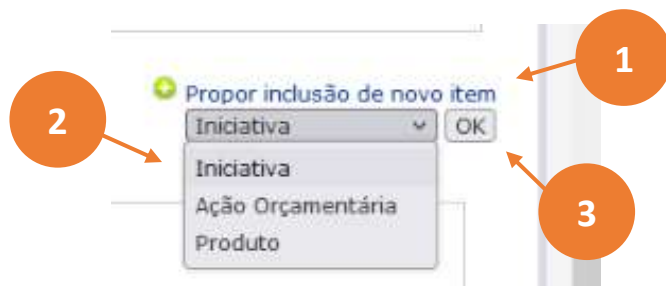 1
Propor inclusão de novo item
2
Iniciativa OK
Iniciativa
Ação Orçamentária
Produto
3